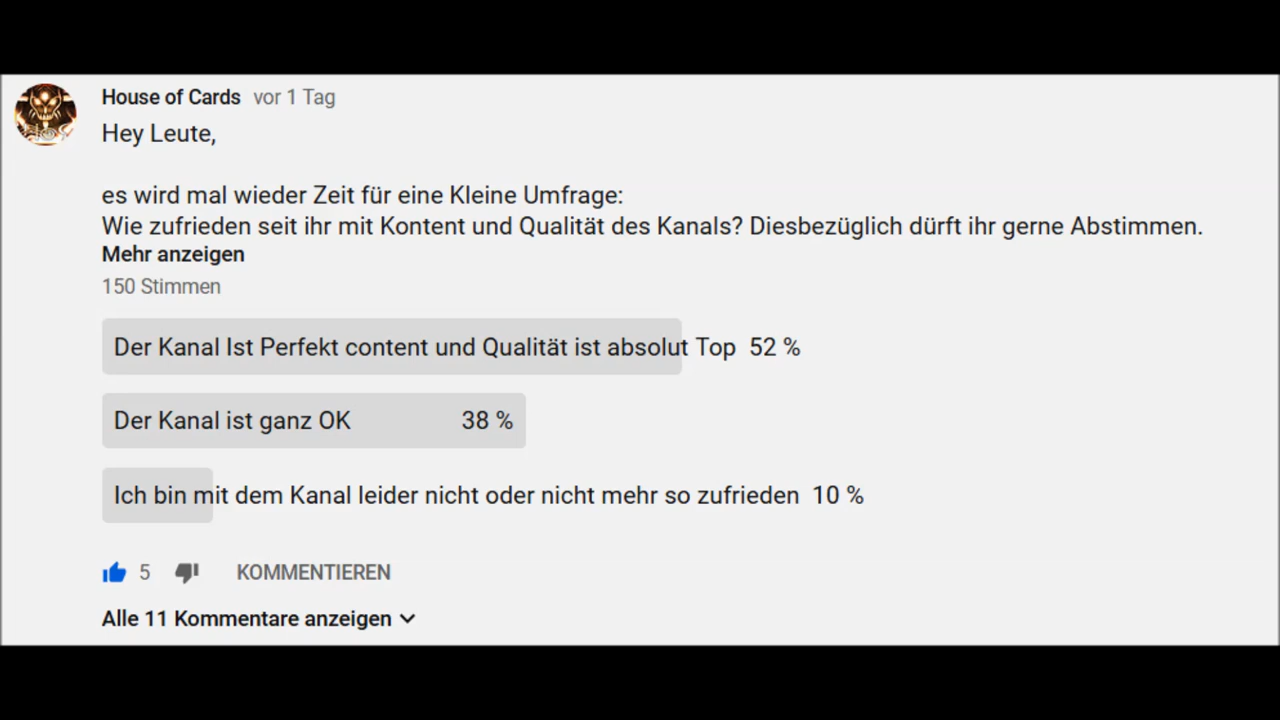 House of Cards vor 1 Tag
Hey Leute,
es wird mal wieder Zeit für eine Kleine Umfrage:
Wie zufrieden seit ihr mit Kontent und Qualität des Kanals? Diesbezüglich dürft ihr gerne Abstimmen.
Mehr anzeigen
150 Stimmen
Der Kanal Ist Perfekt content und Qualität ist absolut Top 52 %
Der Kanal ist ganz OK 38 %
Ich bin mit dem Kanal leider nicht oder nicht mehr so zufrieden 10 %
5 KOMMENTIEREN
Alle 11 Kommentare anzeigen